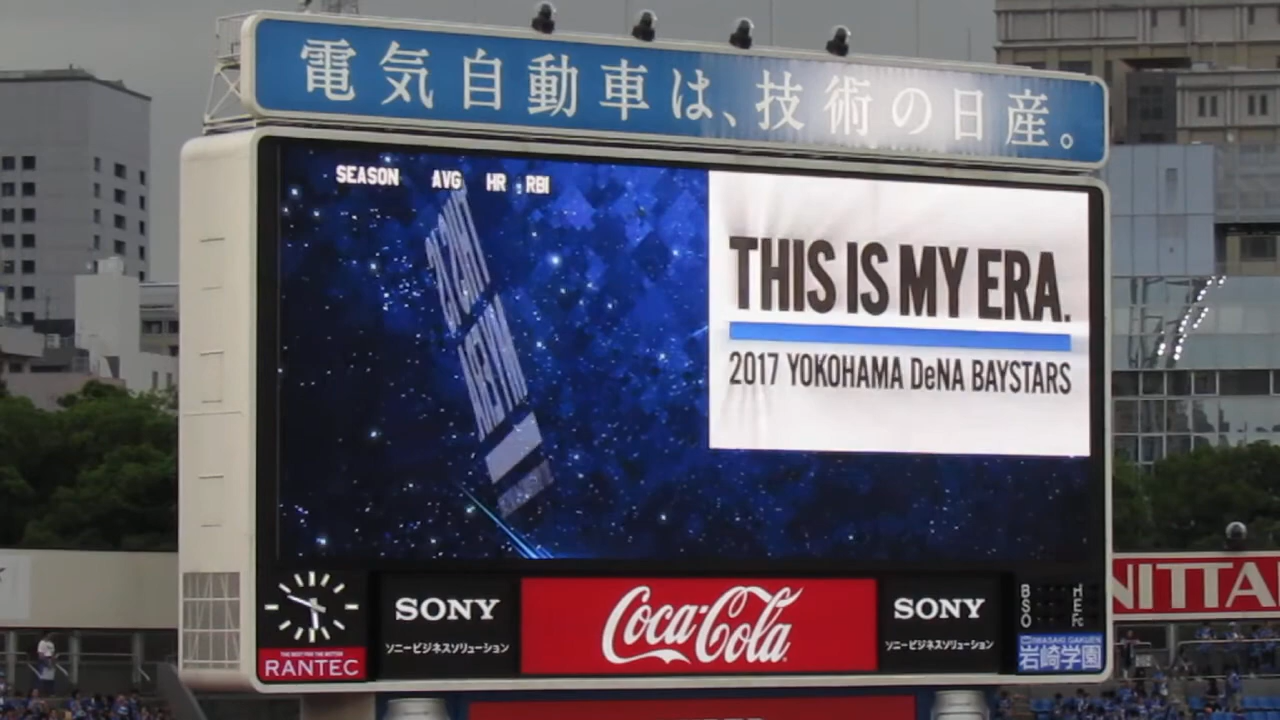 電気自動車は、技術の日産。
SEASON AVG HR RBI
THIS IS MY ERA.
2017 YOKOHAMA DeNA BAYSTARS
SONY
ソニービジネスソリューション
Coca-Cola
SONY
ソニービジネスソリューション
B H
S E
O Fc
RANTEC
IWASAKI GAKUEN
岩崎学園
NITTA